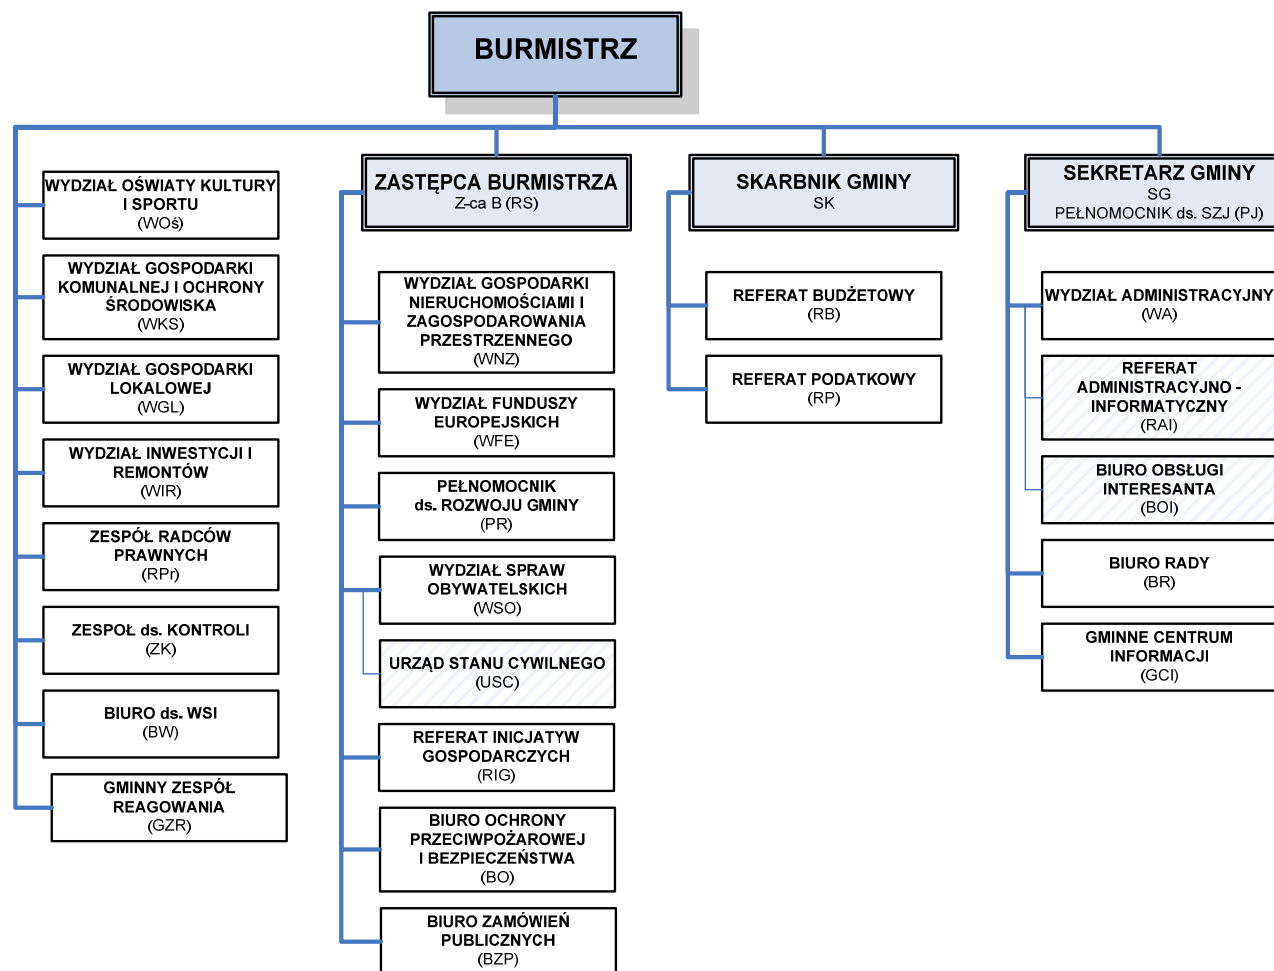 BURMISTRZ
WYDZIAŁ OŚWIATY KULTURY
I SPORTU
(WOś)
WYDZIAŁ GOSPODARKI
KOMUNALNEJ I OCHRONY
ŚRODOWISKA
(WKS)
WYDZIAŁ GOSPODARKI
LOKALOWEJ
(WGL)
WYDZIAŁ INWESTYCJI I
REMONTÓW
(WIR)
ZESPÓŁ RADCÓW
PRAWNYCH
(RPr)
ZESPOŁ ds. KONTROLI
(ZK)
BIURO ds. WSI
(BW)
GMINNY ZESPÓŁ
REAGOWANIA
(GZR)
ZASTĘPCA BURMISTRZA
Z-ca B (RS)
WYDZIAŁ GOSPODARKI
NIERUCHOMOŚCIAMI I
ZAGOSPODAROWANIA
PRZESTRZENNEGO
(WNZ)
WYDZIAŁ FUNDUSZY
EUROPEJSKICH
(WFE)
PEŁNOMOCNIK
ds. ROZWOJU GMINY
(PR)
WYDZIAŁ SPRAW
OBYWATELSKICH
(WSO)
URZĄD STANU CYWILNEGO
(USC)
REFERAT INICJATYW
GOSPODARCZYCH
(RIG)
BIURO OCHRONY
PRZECIWPOŻAROWEJ
I BEZPIECZEŃSTWA
(BO)
BIURO ZAMÓWIEŃ
PUBLICZNYCH
(BZP)
SKARBNIK GMINY
SK
REFERAT BUDŻETOWY
(RB)
REFERAT PODATKOWY
(RP)
SEKRETARZ GMINY
SG
PEŁNOMOCNIK ds. SZJ (PJ)
WYDZIAŁ ADMINISTRACYJNY
(WA)
REFERAT
ADMINISTRACYJNO -
INFORMATYCZNY
(RAI)
BIURO OBSŁUGI
INTERESANTA
(BOI)
BIURO RADY
(BR)
GMINNE CENTRUM
INFORMACJI
(GCI)